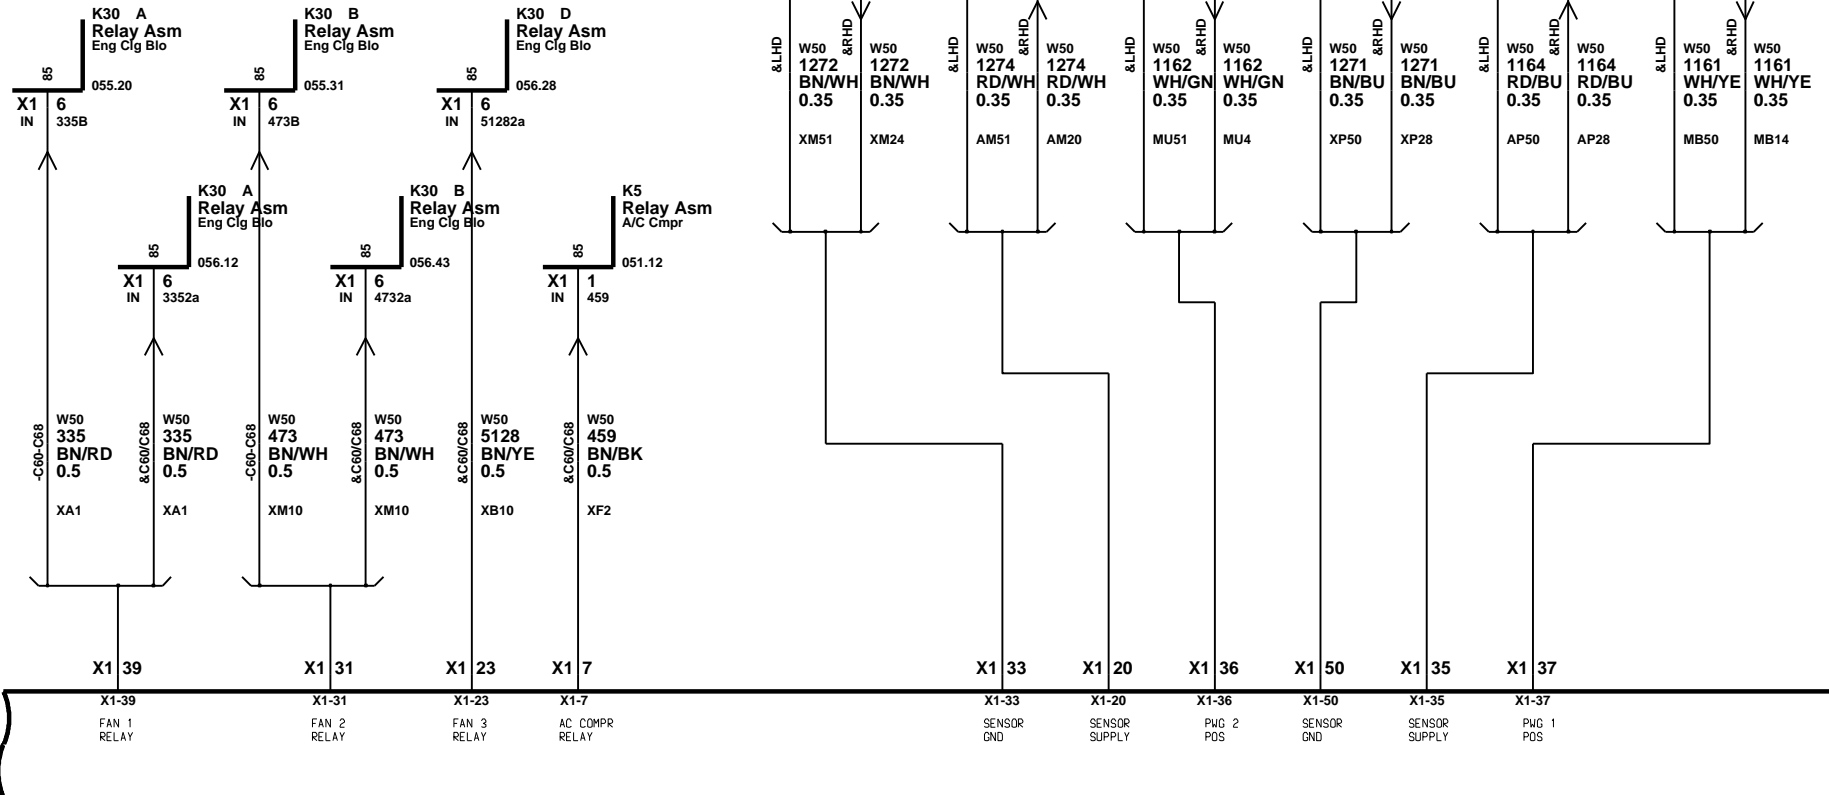 K30 A
Relay Asm
Eng Clg Blo
85
055.20
X1 6
IN 335B
K30 B
Relay Asm
Eng Clg Blo
85
055.31
X1 6
IN 473B
K30 D
Relay Asm
Eng Clg Blo
85
056.28
X1 6
IN 51282a
K30 A
Relay Asm
Eng Clg Blo
85
056.12
X1 6
IN 3352a
K30 B
Relay Asm
Eng Clg Blo
85
056.43
X1 6
IN 4732a
K5
Relay Asm
A/C Cmpr
85
051.12
X1 1
IN 459
-C60-C68
W50
335
BN/RD
0.5
XA1
&C60/C68
W50
335
BN/RD
0.5
XA1
-C60-C68
W50
473
BN/WH
0.5
XM10
&C60/C68
W50
473
BN/WH
0.5
XM10
&C60/C68
W50
5128
BN/YE
0.5
XB10
&C60/C68
W50
459
BN/BK
0.5
XF2
&LHD
W50
1272
BN/WH
0.35
XM51
&RHD
W50
1272
BN/WH
0.35
XM24
&LHD
W50
1274
RD/WH
0.35
AM51
&RHD
W50
1274
RD/WH
0.35
AM20
&LHD
W50
1162
WH/GN
0.35
MU51
&RHD
W50
1162
WH/GN
0.35
MU4
&LHD
W50
1271
BN/BU
0.35
XP50
&RHD
W50
1271
BN/BU
0.35
XP28
&LHD
W50
1164
RD/BU
0.35
AP50
&RHD
W50
1164
RD/BU
0.35
AP28
&LHD
W50
1161
WH/YE
0.35
MB50
&RHD
W50
1161
WH/YE
0.35
MB14
X1 39
X1-39
FAN 1
RELAY
X1 31
X1-31
FAN 2
RELAY
X1 23
X1-23
FAN 3
RELAY
X1 7
X1-7
AC COMPR
RELAY
X1 33
X1-33
SENSOR
GND
X1 20
X1-20
SENSOR
SUPPLY
X1 36
X1-36
PWG 2
POS
X1 50
X1-50
SENSOR
GND
X1 35
X1-35
SENSOR
SUPPLY
X1 37
X1-37
PWG 1
POS